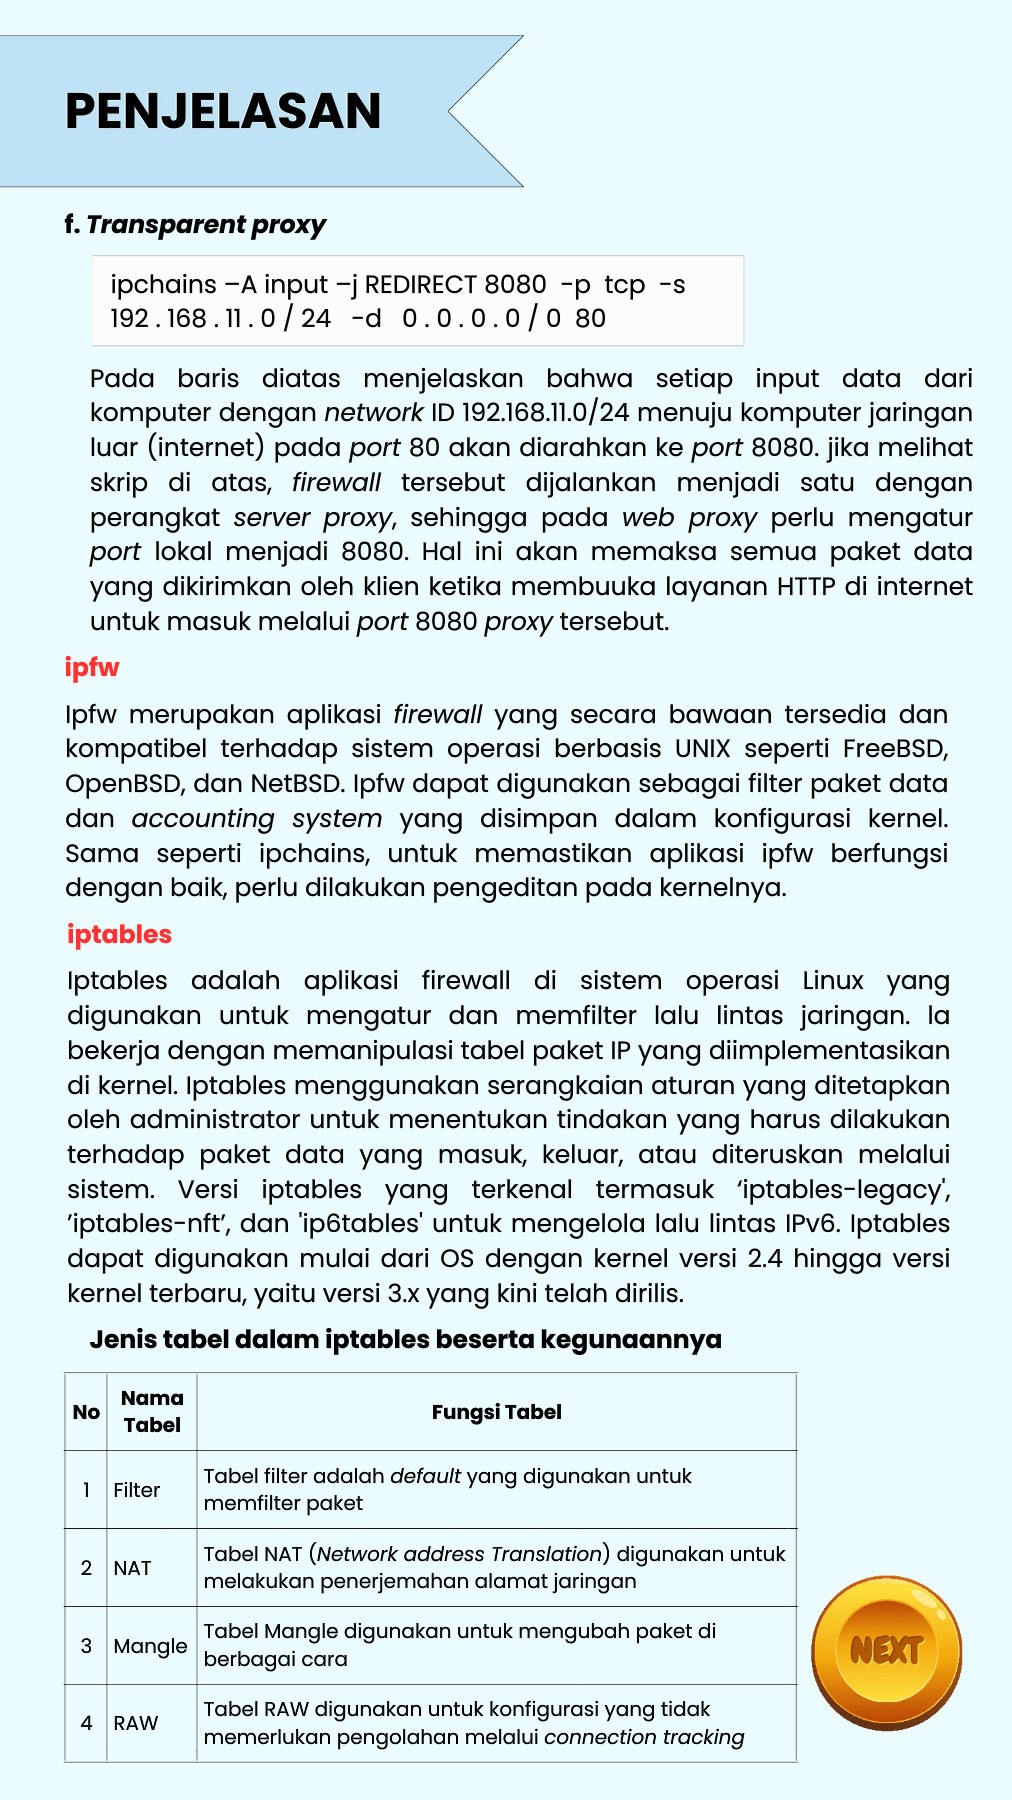 PENJELASAN
f. Transparent proxy
ipchains –A input –j REDIRECT 8080 -p tcp -s
192 . 168 . 11 . 0 / 24 -d 0 . 0 . 0 . 0 / 0 80
Pada baris diatas menjelaskan bahwa setiap input data dari
komputer dengan network ID 192.168.11.0/24 menuju komputer jaringan
luar (internet) pada port 80 akan diarahkan ke port 8080. jika melihat
skrip di atas, firewall tersebut dijalankan menjadi satu dengan
perangkat server proxy, sehingga pada web proxy perlu mengatur
port lokal menjadi 8080. Hal ini akan memaksa semua paket data
yang dikirimkan oleh klien ketika membuuka layanan HTTP di internet
untuk masuk melalui port 8080 proxy tersebut.
ipfw
Ipfw merupakan aplikasi firewall yang secara bawaan tersedia dan
kompatibel terhadap sistem operasi berbasis UNIX seperti FreeBSD,
OpenBSD, dan NetBSD. Ipfw dapat digunakan sebagai filter paket data
dan accounting system yang disimpan dalam konfigurasi kernel.
Sama seperti ipchains, untuk memastikan aplikasi ipfw berfungsi
dengan baik, perlu dilakukan pengeditan pada kernelnya.
iptables
Iptables adalah aplikasi firewall di sistem operasi Linux yang
digunakan untuk mengatur dan memfilter lalu lintas jaringan. Ia
bekerja dengan memanipulasi tabel paket IP yang diimplementasikan
di kernel. Iptables menggunakan serangkaian aturan yang ditetapkan
oleh administrator untuk menentukan tindakan yang harus dilakukan
terhadap paket data yang masuk, keluar, atau diteruskan melalui
sistem. Versi iptables yang terkenal termasuk ‘iptables-legacy',
’iptables-nft’, dan 'ip6tables' untuk mengelola lalu lintas IPv6. Iptables
dapat digunakan mulai dari OS dengan kernel versi 2.4 hingga versi
kernel terbaru, yaitu versi 3.x yang kini telah dirilis.
Jenis tabel dalam iptables beserta kegunaannya
No Nama Tabel Fungsi Tabel
1 Filter Tabel filter adalah default yang digunakan untuk
memfilter paket
2 NAT Tabel NAT (Network address Translation) digunakan untuk
melakukan penerjemahan alamat jaringan
3 Mangle Tabel Mangle digunakan untuk mengubah paket di
berbagai cara
4 RAW Tabel RAW digunakan untuk konfigurasi yang tidak
memerlukan pengolahan melalui connection tracking
NEXT